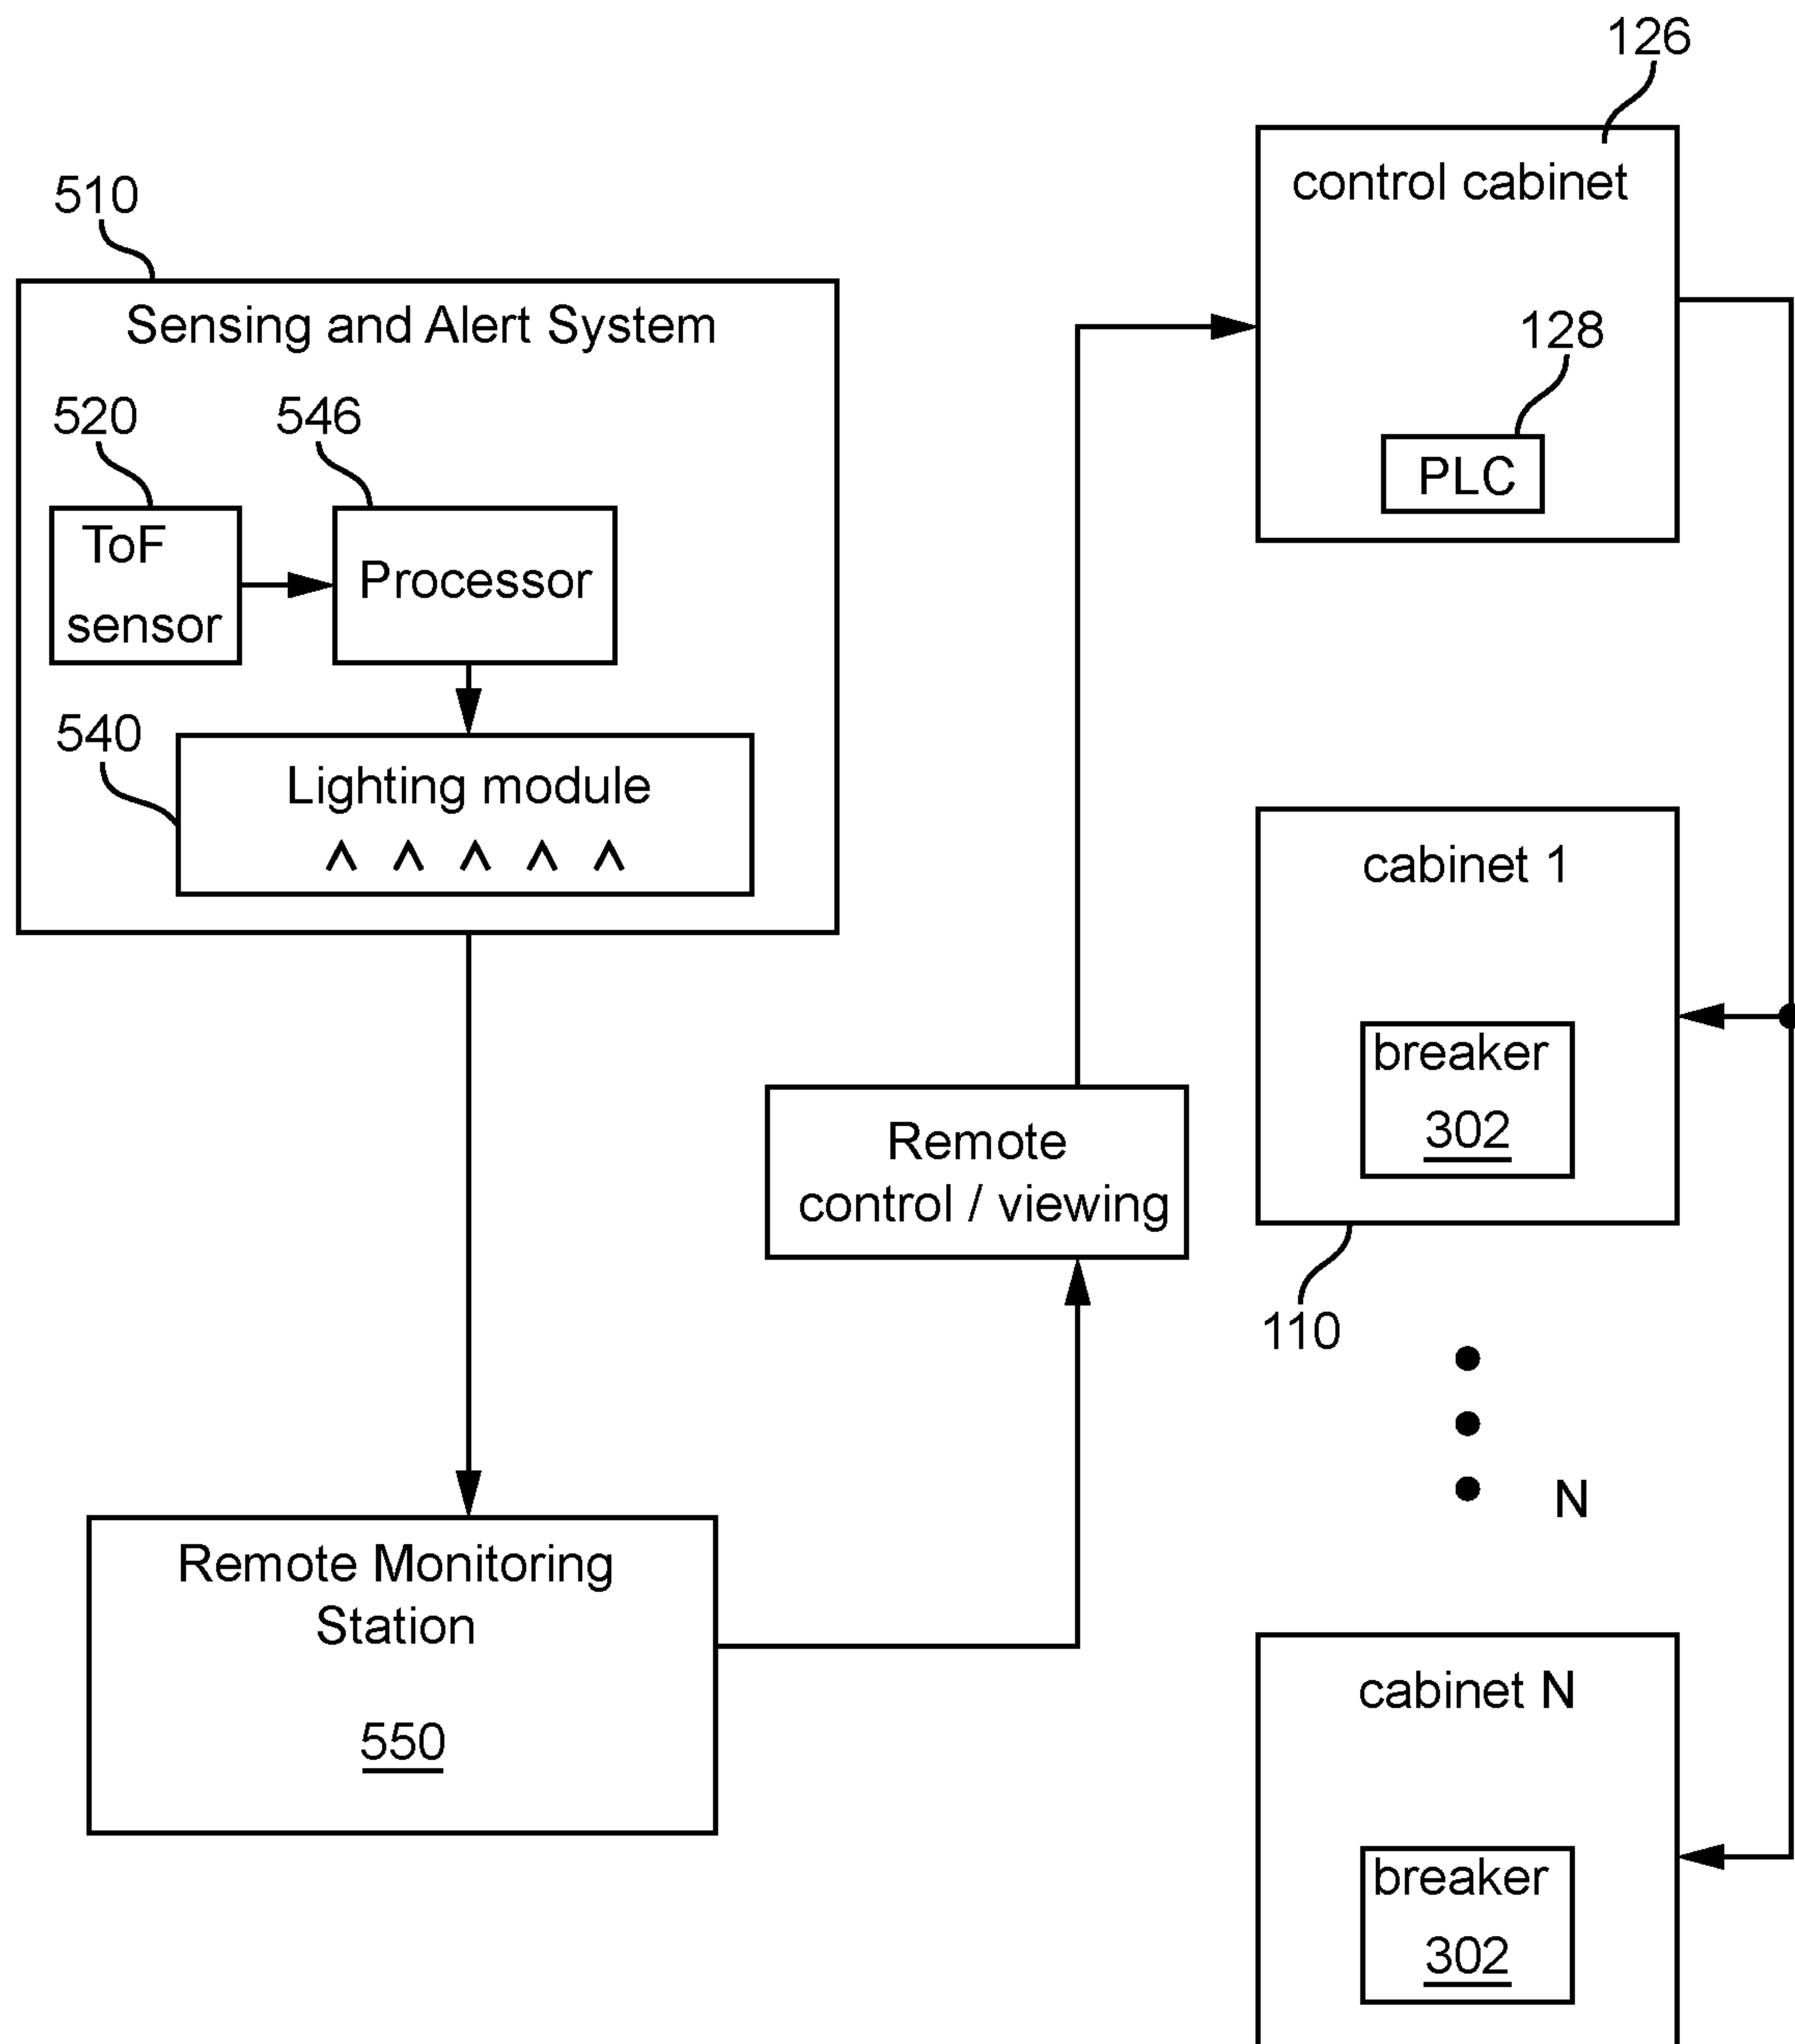 126
control cabinet
128
PLC
510
Sensing and Alert System
520
546
ToF
sensor
Processor
540
Lighting module
cabinet 1
breaker
302
110
Remote
control / viewing
N
Remote Monitoring
Station
550
cabinet N
breaker
302